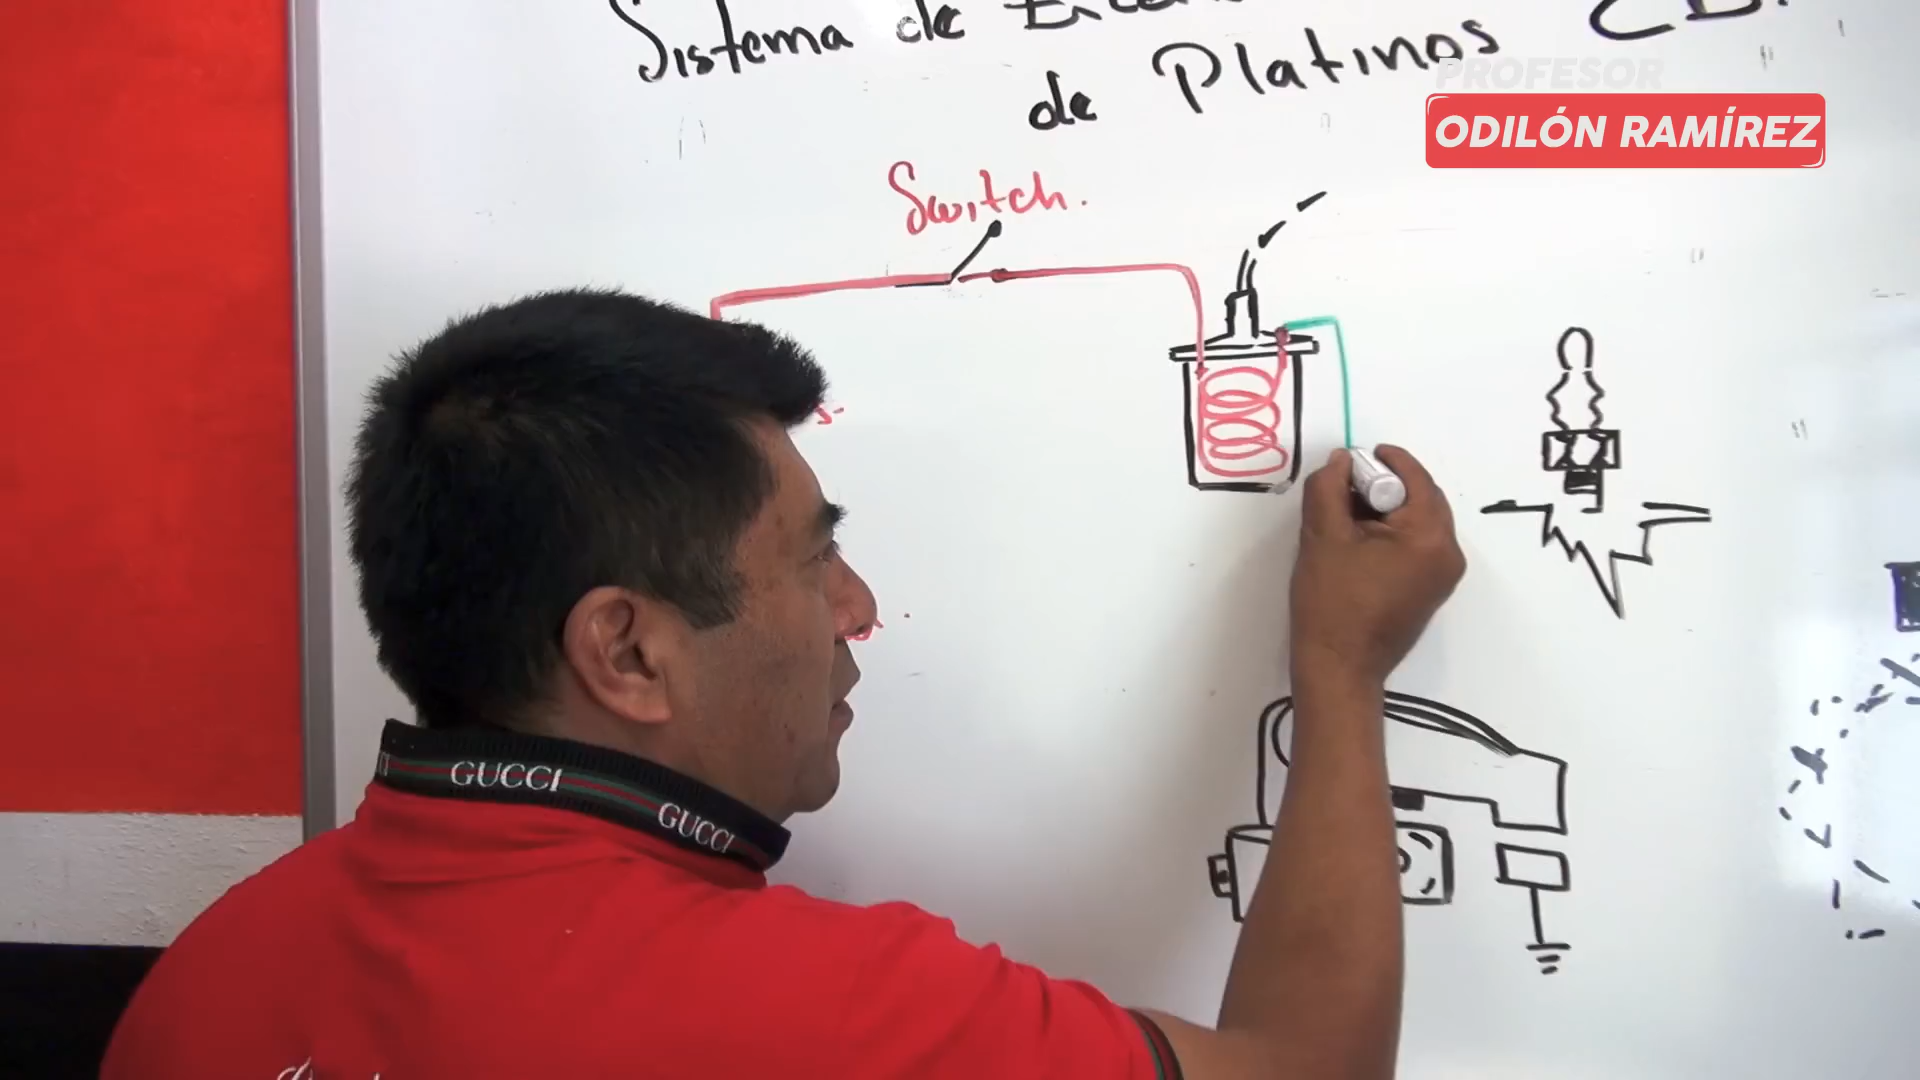 Sistema de
de Platinos
PROFESOR
ODILÓN RAMÍREZ
Switch.
GUCCI
GUCCI